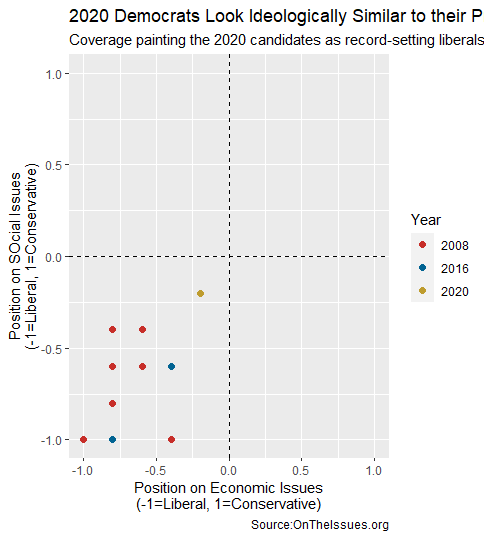 2020 Democrats Look Ideologically Similar to their P
Coverage painting the 2020 candidates as record-setting liberals
1.0
0.5
0.0
-0.5
-1.0
Position on SOcial Issues
(-1=Liberal, 1=Conservative)
-1.0 -0.5 0.0 0.5 1.0
Position on Economic Issues
(-1=Liberal, 1=Conservative)
Source:OnTheIssues.org
Year
2008
2016
2020